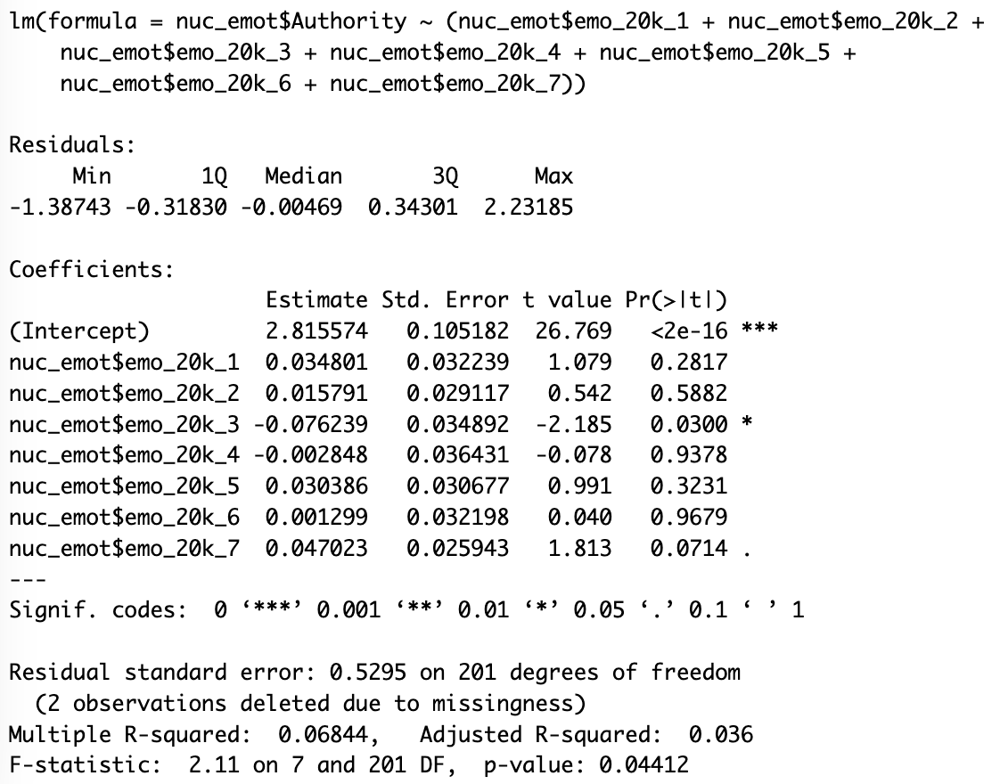 lm(formula = nuc_emot$Authority ~ (nuc_emot$emo_20k_1 + nuc_emot$emo_20k_2 +
    nuc_emot$emo_20k_3 + nuc_emot$emo_20k_4 + nuc_emot$emo_20k_5 +
    nuc_emot$emo_20k_6 + nuc_emot$emo_20k_7))

Residuals:
     Min       1Q   Median       3Q      Max
-1.38743 -0.31830 -0.00469  0.34301  2.23185

Coefficients:
                    Estimate Std. Error t value Pr(>|t|)
(Intercept)         2.815574   0.105182  26.769   <2e-16 ***
nuc_emot$emo_20k_1  0.034801   0.032239   1.079   0.2817
nuc_emot$emo_20k_2  0.015791   0.029117   0.542   0.5882
nuc_emot$emo_20k_3 -0.076239   0.034892  -2.185   0.0300 *
nuc_emot$emo_20k_4 -0.002848   0.036431  -0.078   0.9378
nuc_emot$emo_20k_5  0.030386   0.030677   0.991   0.3231
nuc_emot$emo_20k_6  0.001299   0.032198   0.040   0.9679
nuc_emot$emo_20k_7  0.047023   0.025943   1.813   0.0714 .
---
Signif. codes:  0 ‘***’ 0.001 ‘**’ 0.01 ‘*’ 0.05 ‘.’ 0.1 ‘ ’ 1

Residual standard error: 0.5295 on 201 degrees of freedom
  (2 observations deleted due to missingness)
Multiple R-squared:  0.06844,   Adjusted R-squared:  0.036
F-statistic:  2.11 on 7 and 201 DF,  p-value: 0.04412